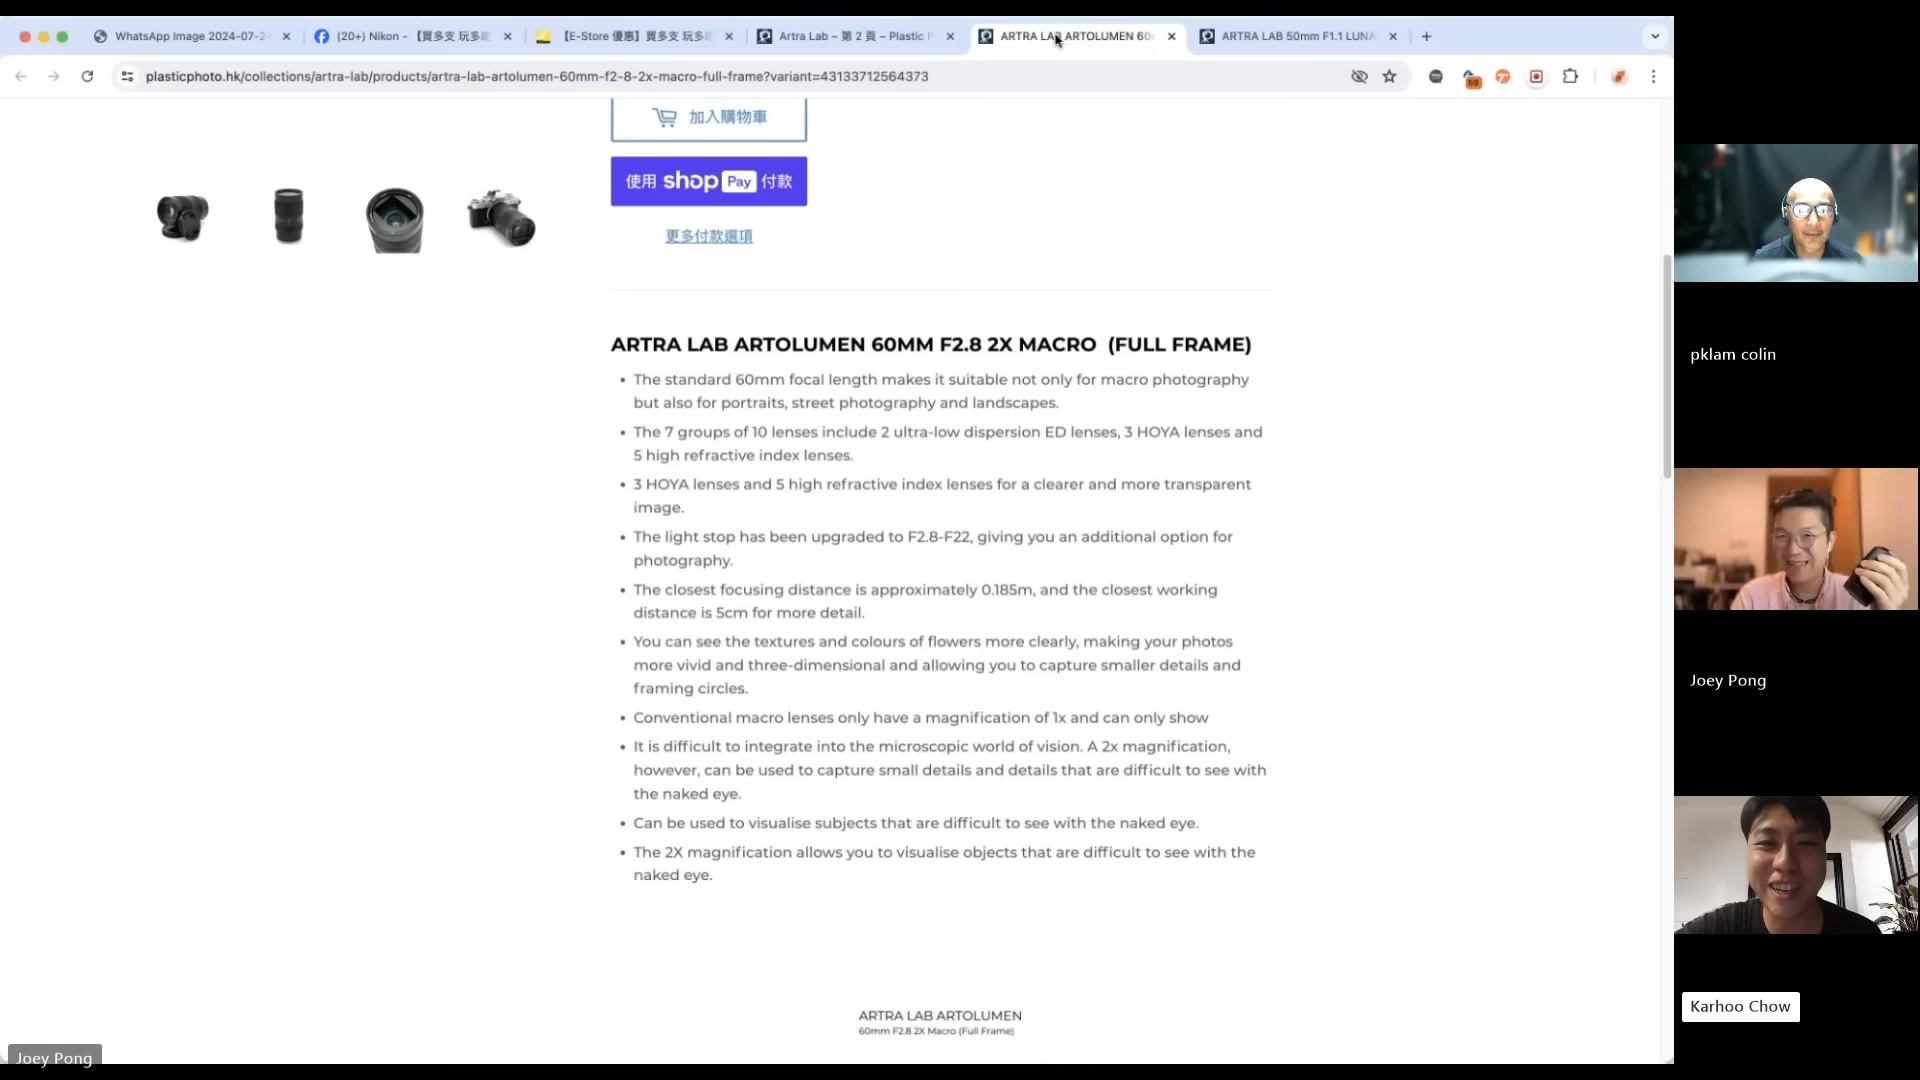 WhatsApp Image 2024-07-2
(20+) Nikon - 【買多支 玩多
【E-Store 優惠】買多支 玩多
Artra Lab – 第 2 頁 – Plastic P
ARTRA LAB ARTOLUMEN 60
ARTRA LAB 50mm F1.1 LUNA
plasticphoto.hk/collections/artra-lab/products/artra-lab-artolumen-60mm-f2-8-2x-macro-full-frame?variant=43133712564373
加入購物車
使用 shop Pay 付款
更多付款選項
ARTRA LAB ARTOLUMEN 60MM F2.8 2X MACRO (FULL FRAME)
• The standard 60mm focal length makes it suitable not only for macro photography
but also for portraits, street photography and landscapes.
• The 7 groups of 10 lenses include 2 ultra-low dispersion ED lenses, 3 HOYA lenses and
5 high refractive index lenses.
• 3 HOYA lenses and 5 high refractive index lenses for a clearer and more transparent
image.
• The light stop has been upgraded to F2.8-F22, giving you an additional option for
photography.
• The closest focusing distance is approximately 0.185m, and the closest working
distance is 5cm for more detail.
• You can see the textures and colours of flowers more clearly, making your photos
more vivid and three-dimensional and allowing you to capture smaller details and
framing circles.
• Conventional macro lenses only have a magnification of 1x and can only show
• It is difficult to integrate into the microscopic world of vision. A 2x magnification,
however, can be used to capture small details and details that are difficult to see with
the naked eye.
• Can be used to visualise subjects that are difficult to see with the naked eye.
• The 2X magnification allows you to visualise objects that are difficult to see with the
naked eye.
ARTRA LAB ARTOLUMEN
60mm F2.8 2X Macro (Full Frame)
Joey Pong
pklam colin
Joey Pong
Karhoo Chow